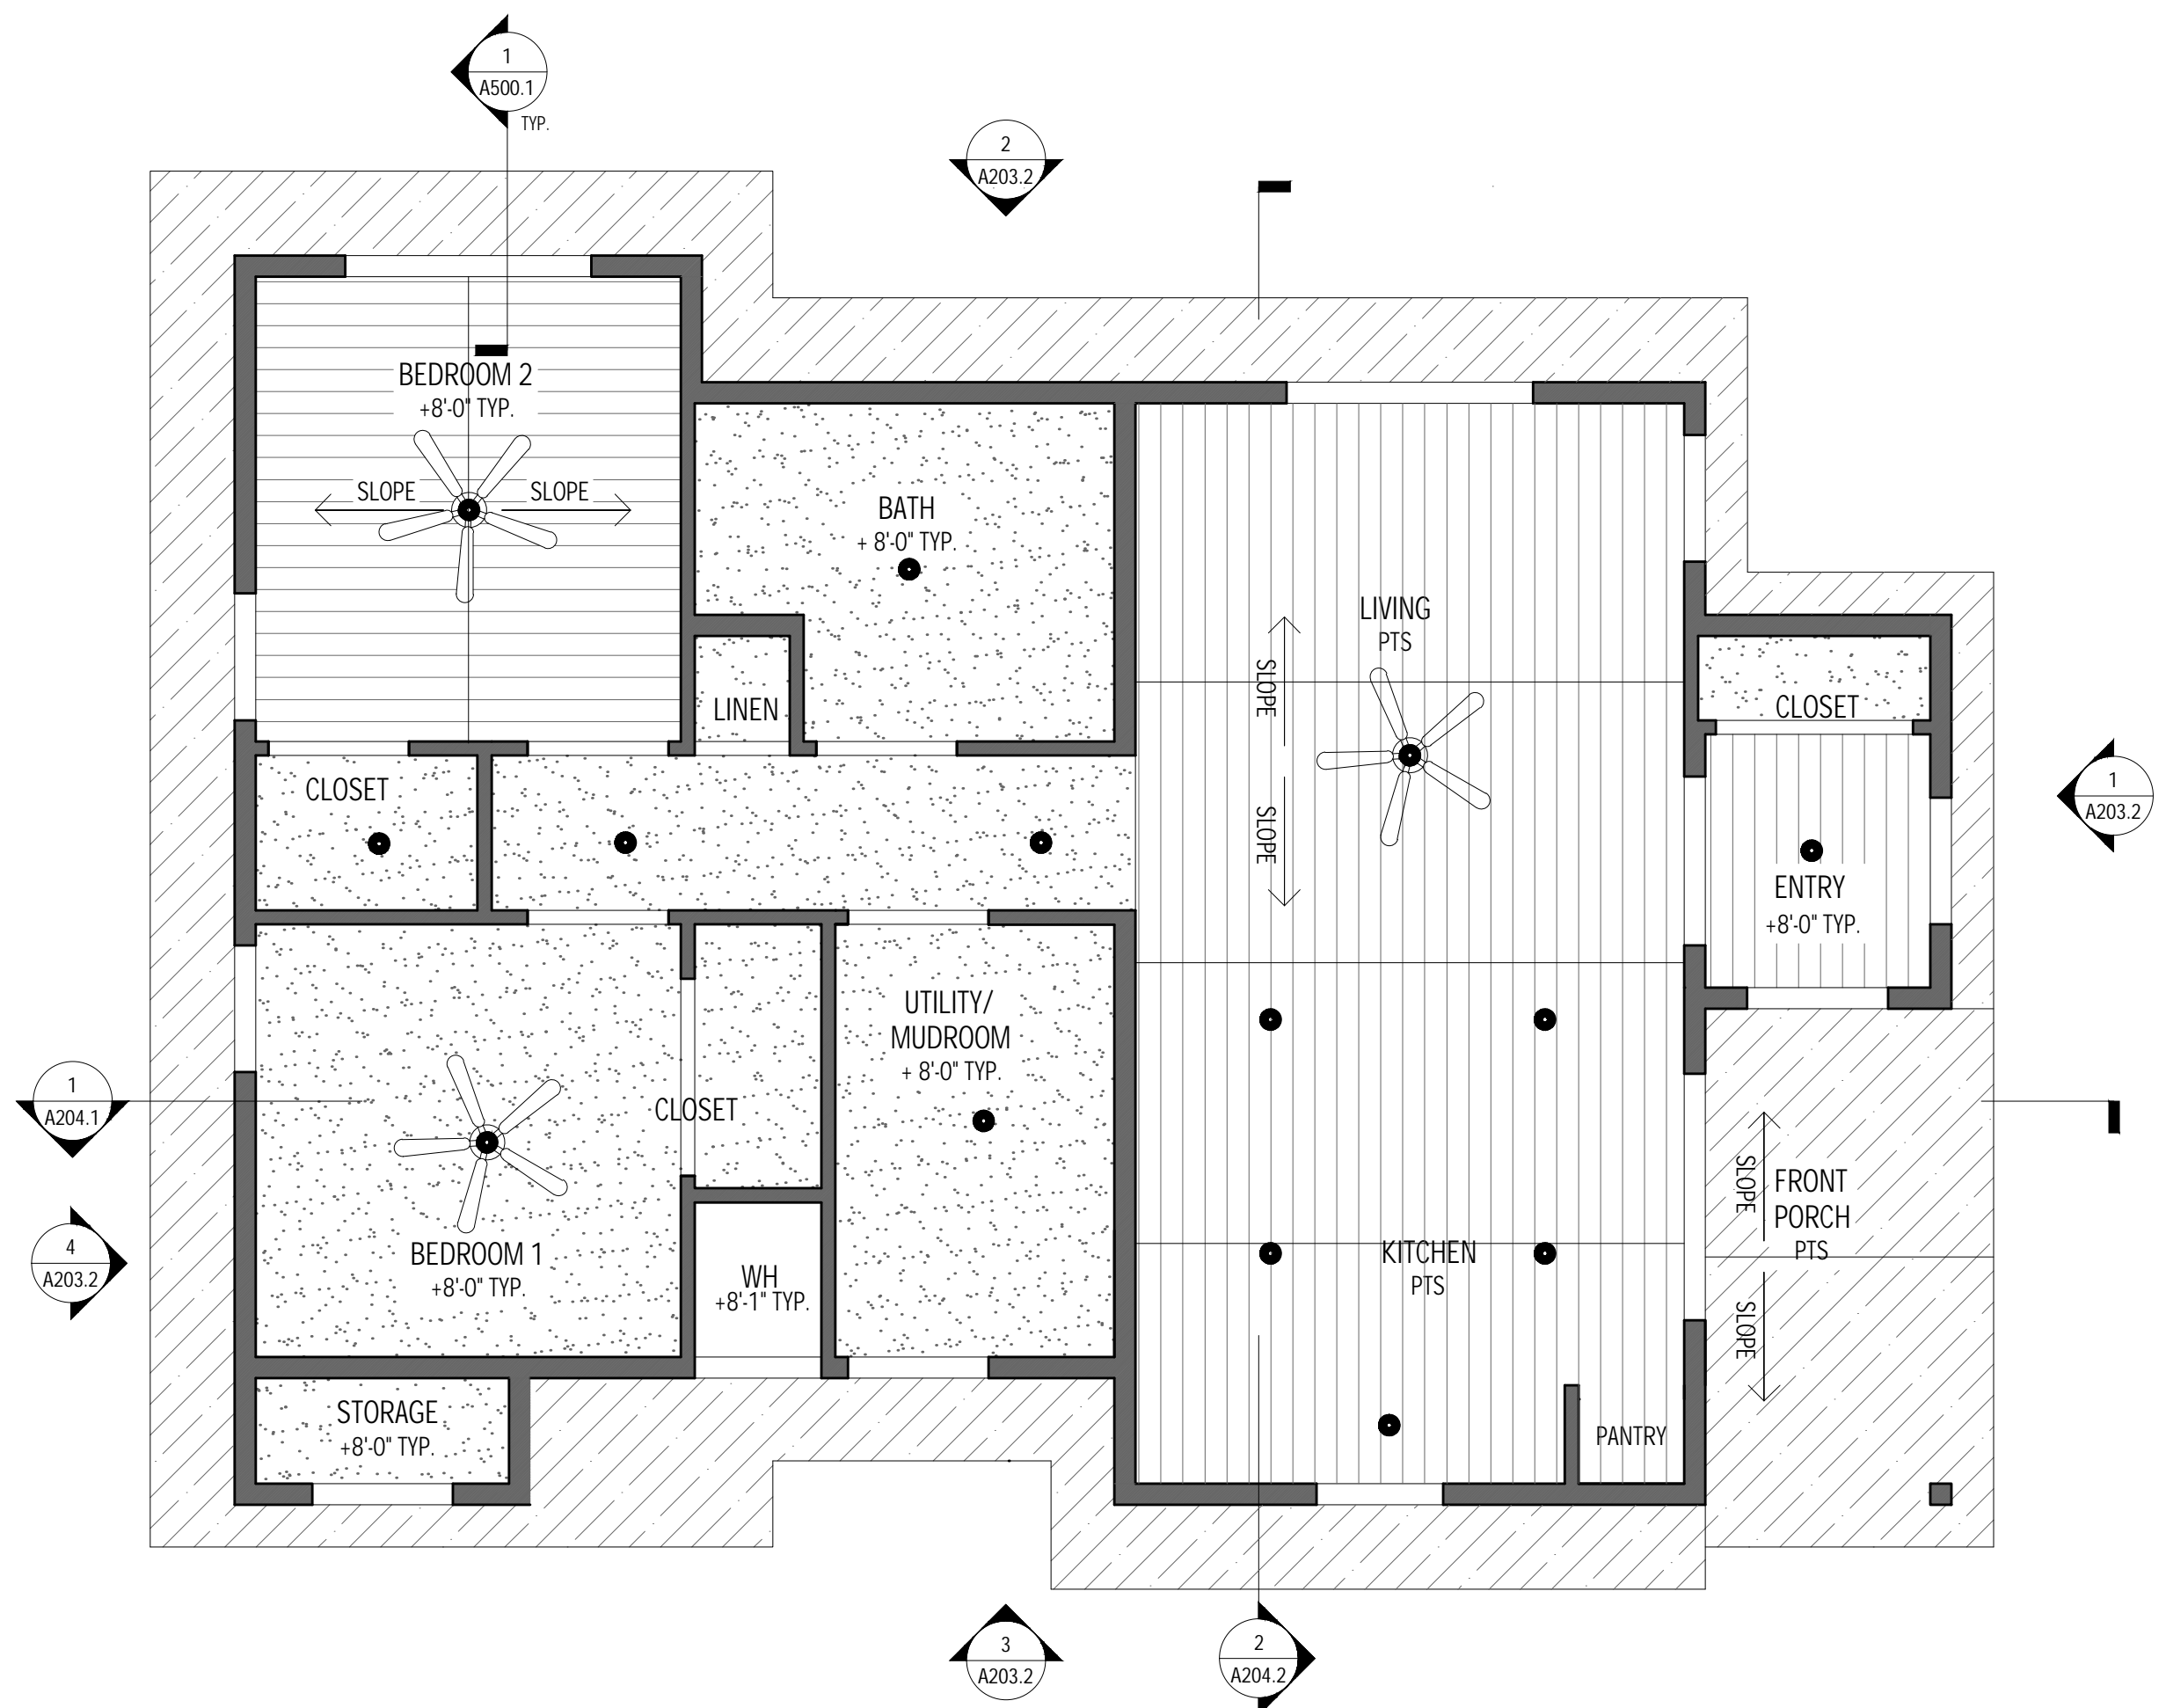 1
A500.1
TYP.
2
A203.2
BEDROOM 2
+8'-0" TYP.
SLOPE
SLOPE
BATH
+ 8'-0" TYP.
LINEN
LIVING
PTS
SLOPE
SLOPE
CLOSET
CLOSET
1
A203.2
ENTRY
+8'-0" TYP.
UTILITY/
MUDROOM
+ 8'-0" TYP.
1
A204.1
CLOSET
4
A203.2
BEDROOM 1
+8'-0" TYP.
WH
+8'-1" TYP.
KITCHEN
PTS
SLOPE
FRONT
PORCH
PTS
SLOPE
STORAGE
+8'-0" TYP.
PANTRY
3
A203.2
2
A204.2